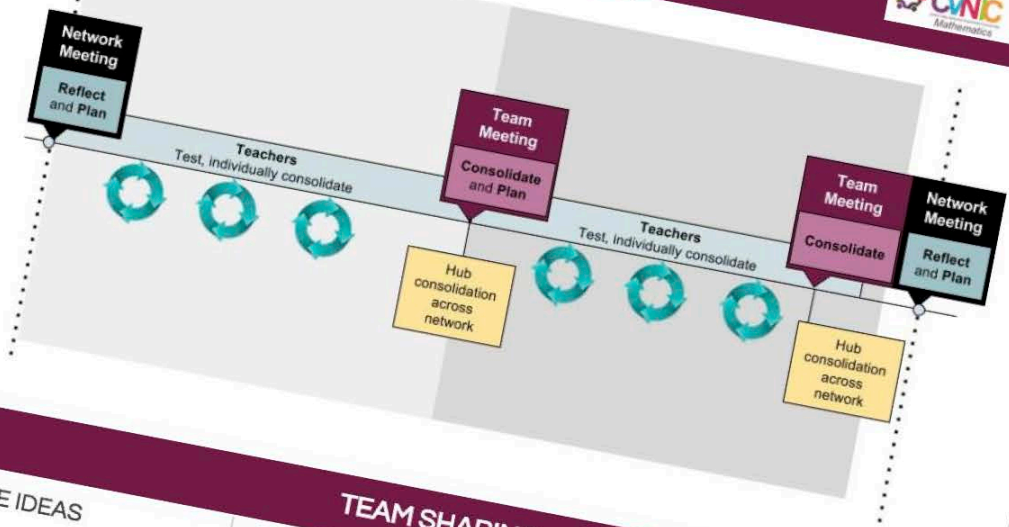 CVNIC
Mathematics
Network
Meeting
Reflect
and Plan
Teachers
Test, individually consolidate
Team
Meeting
Consolidate
and Plan
Hub
consolidation
across
network
Teachers
Test, individually consolidate
Team
Meeting
Consolidate
Network
Meeting
Reflect
and Plan
Hub
consolidation
across
network
E IDEAS
TEAM SHARIN